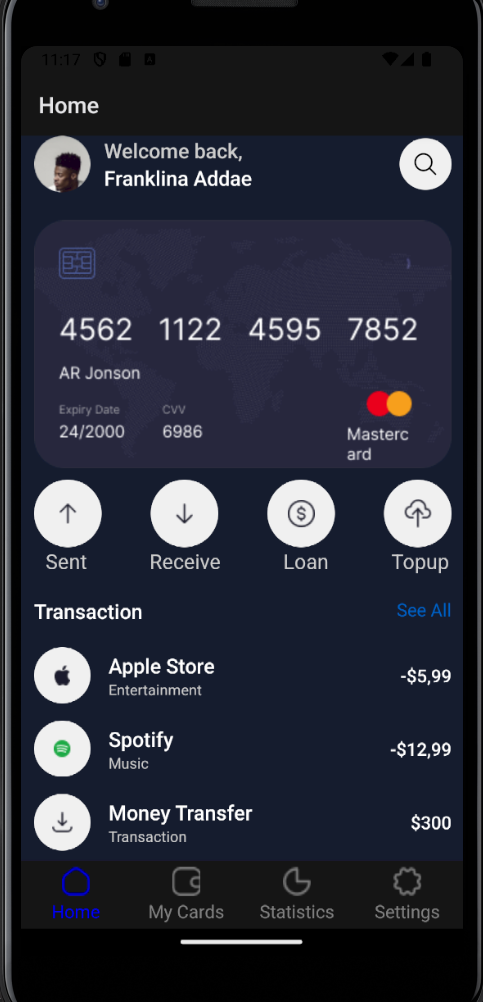 11:17
Home
Welcome back,
Franklina Addae
4562 1122 4595 7852
AR Jonson
Expiry Date CVV
24/2000 6986
Masterc
ard
Sent Receive Loan Topup
Transaction See All
Apple Store
Entertainment
-$5,99
Spotify
Music
-$12,99
Money Transfer
Transaction
$300
Home My Cards Statistics Settings